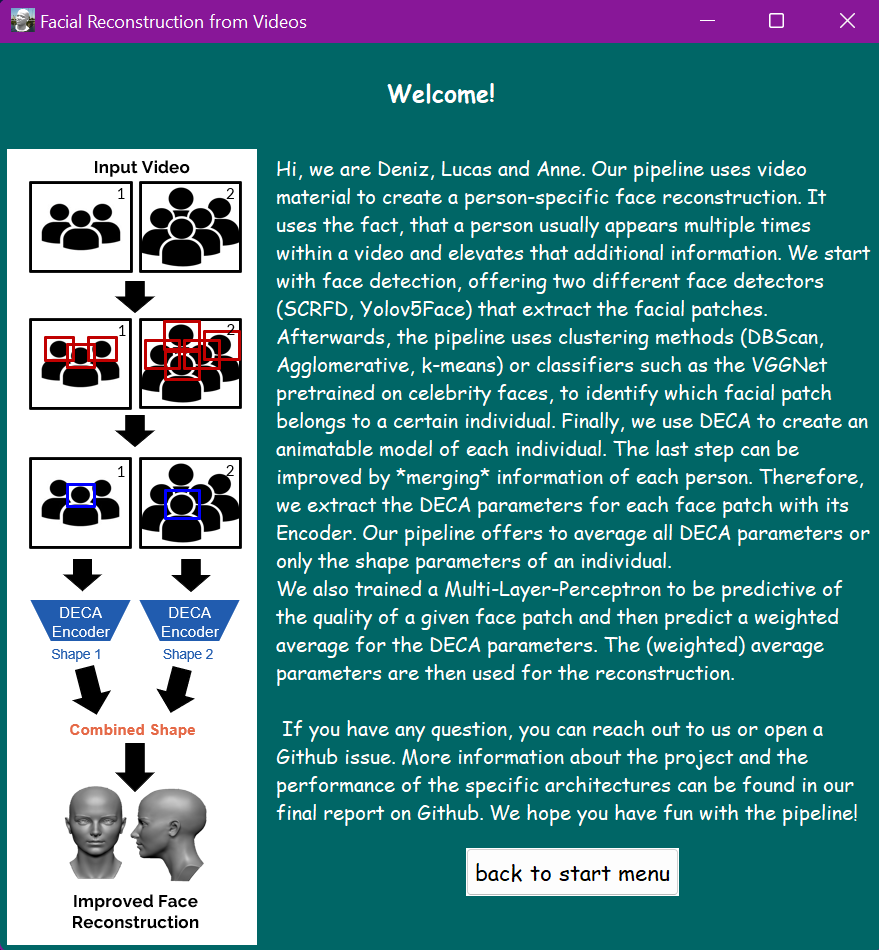 Facial Reconstruction from Videos
Welcome!
Input Video
1
2
1
2
1
2
DECA
Encoder
DECA
Encoder
Shape 1
Shape 2
Combined Shape
Improved Face
Reconstruction
Hi, we are Deniz, Lucas and Anne. Our pipeline uses video
material to create a person-specific face reconstruction. It
uses the fact, that a person usually appears multiple times
within a video and elevates that additional information. We start
with face detection, offering two different face detectors
(SCRFD, Yolov5Face) that extract the facial patches.
Afterwards, the pipeline uses clustering methods (DBScan,
Agglomerative, k-means) or classifiers such as the VGGNet
pretrained on celebrity faces, to identify which facial patch
belongs to a certain individual. Finally, we use DECA to create an
animatable model of each individual. The last step can be
improved by *merging* information of each person. Therefore,
we extract the DECA parameters for each face patch with its
Encoder. Our pipeline offers to average all DECA parameters or
only the shape parameters of an individual.
We also trained a Multi-Layer-Perceptron to be predictive of
the quality of a given face patch and then predict a weighted
average for the DECA parameters. The (weighted) average
parameters are then used for the reconstruction.
If you have any question, you can reach out to us or open a
Github issue. More information about the project and the
performance of the specific architectures can be found in our
final report on Github. We hope you have fun with the pipeline!
back to start menu